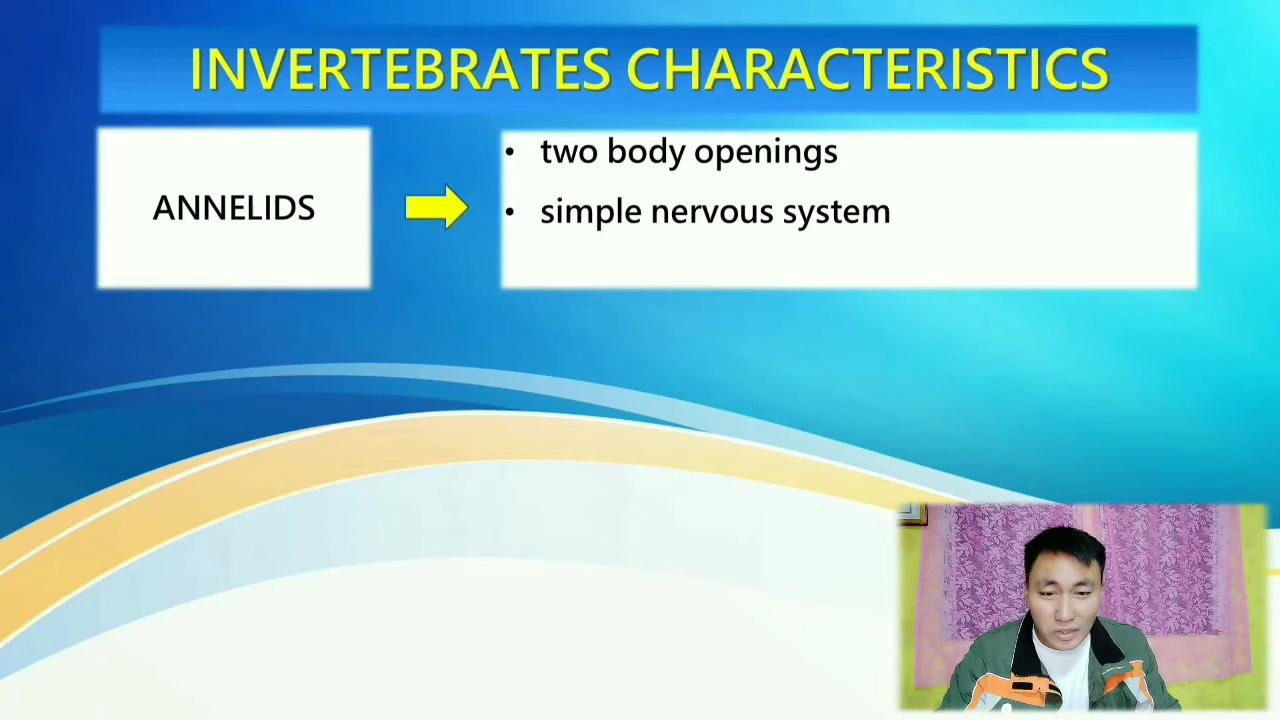 INVERTEBRATES CHARACTERISTICS
ANNELIDS
• two body openings
• simple nervous system